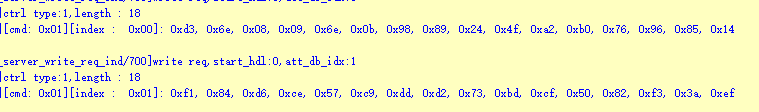 ]ctrl type:1,length : 18
][cmd: 0x01][index :  0x00]: 0xd3, 0x6e, 0x08, 0x09, 0x6e, 0x0b, 0x98, 0x89, 0x24, 0x4f, 0xa2, 0xb0, 0x76, 0x96, 0x85, 0x14
_server_write_req_ind/700]write req,start_hdl:0,att_db_idx:1
]ctrl type:1,length : 18
][cmd: 0x01][index :  0x01]: 0xf1, 0x84, 0xd6, 0xce, 0x57, 0xc9, 0xdd, 0xd2, 0x73, 0xbd, 0xcf, 0x50, 0x82, 0xf3, 0x3a, 0xef